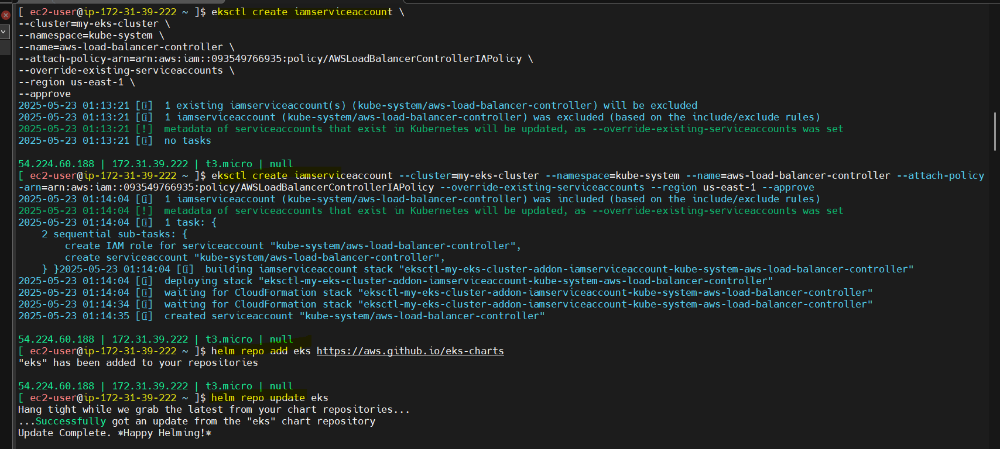 [ ec2-user@ip-172-31-39-222 ~ ]$ eksctl create iamserviceaccount \
--cluster=my-eks-cluster \
--namespace=kube-system \
--name=aws-load-balancer-controller \
--attach-policy-arn=arn:aws:iam::093549766935:policy/AWSLoadBalancerControllerIAPolicy \
--override-existing-serviceaccounts \
--region us-east-1 \
--approve
2025-05-23 01:13:21 [ℹ]  1 existing iamserviceaccount(s) (kube-system/aws-load-balancer-controller) will be excluded
2025-05-23 01:13:21 [ℹ]  1 iamserviceaccount (kube-system/aws-load-balancer-controller) was excluded (based on the include/exclude rules)
2025-05-23 01:13:21 [!]  metadata of serviceaccounts that exist in Kubernetes will be updated, as --override-existing-serviceaccounts was set
2025-05-23 01:13:21 [ℹ]  no tasks
54.224.60.188 | 172.31.39.222 | t3.micro | null
[ ec2-user@ip-172-31-39-222 ~ ]$ eksctl create iamserviceaccount --cluster=my-eks-cluster --namespace=kube-system --name=aws-load-balancer-controller --attach-policy
-arn=arn:aws:iam::093549766935:policy/AWSLoadBalancerControllerIAPolicy --override-existing-serviceaccounts --region us-east-1 --approve
2025-05-23 01:14:04 [ℹ]  1 iamserviceaccount (kube-system/aws-load-balancer-controller) was included (based on the include/exclude rules)
2025-05-23 01:14:04 [!]  metadata of serviceaccounts that exist in Kubernetes will be updated, as --override-existing-serviceaccounts was set
2025-05-23 01:14:04 [ℹ]  1 task: {
    2 sequential sub-tasks: {
        create IAM role for serviceaccount "kube-system/aws-load-balancer-controller",
        create serviceaccount "kube-system/aws-load-balancer-controller",
    } }2025-05-23 01:14:04 [ℹ]  building iamserviceaccount stack "eksctl-my-eks-cluster-addon-iamserviceaccount-kube-system-aws-load-balancer-controller"
2025-05-23 01:14:04 [ℹ]  deploying stack "eksctl-my-eks-cluster-addon-iamserviceaccount-kube-system-aws-load-balancer-controller"
2025-05-23 01:14:04 [ℹ]  waiting for CloudFormation stack "eksctl-my-eks-cluster-addon-iamserviceaccount-kube-system-aws-load-balancer-controller"
2025-05-23 01:14:34 [ℹ]  waiting for CloudFormation stack "eksctl-my-eks-cluster-addon-iamserviceaccount-kube-system-aws-load-balancer-controller"
2025-05-23 01:14:35 [ℹ]  created serviceaccount "kube-system/aws-load-balancer-controller"
54.224.60.188 | 172.31.39.222 | t3.micro | null
[ ec2-user@ip-172-31-39-222 ~ ]$ helm repo add eks https://aws.github.io/eks-charts
"eks" has been added to your repositories
54.224.60.188 | 172.31.39.222 | t3.micro | null
[ ec2-user@ip-172-31-39-222 ~ ]$ helm repo update eks
Hang tight while we grab the latest from your chart repositories...
...Successfully got an update from the "eks" chart repository
Update Complete. ⎈Happy Helming!⎈